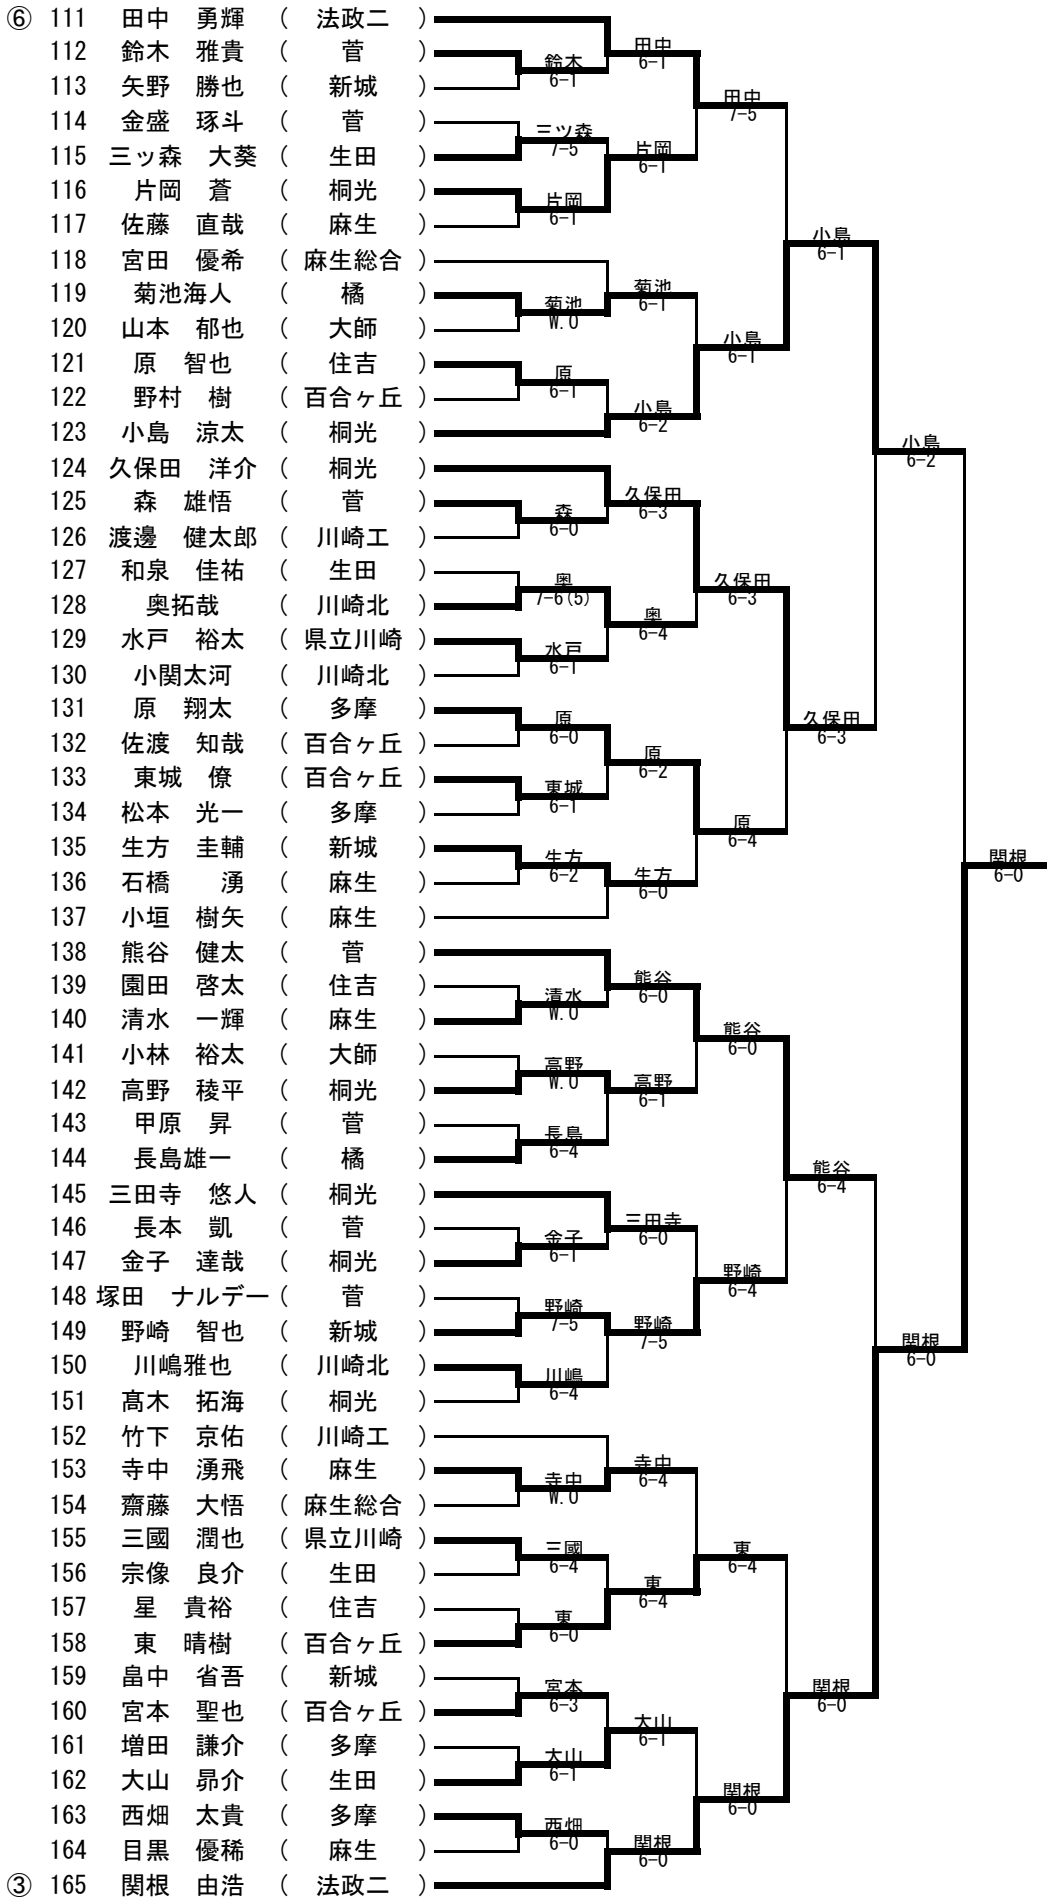 ⑥ 111 田中 勇輝 ( 法政二 )
112 鈴木 雅貴 ( 菅 )
113 矢野 勝也 ( 新城 )
114 金盛 琢斗 ( 菅 )
115 三ッ森 大葵 ( 生田 )
116 片岡 蒼 ( 桐光 )
117 佐藤 直哉 ( 麻生 )
118 宮田 優希 ( 麻生総合 )
119 菊池海人 ( 橘 )
120 山本 郁也 ( 大師 )
121 原 智也 ( 住吉 )
122 野村 樹 ( 百合ヶ丘 )
123 小島 涼太 ( 桐光 )
124 久保田 洋介 ( 桐光 )
125 森 雄悟 ( 菅 )
126 渡邊 健太郎 ( 川崎工 )
127 和泉 佳祐 ( 生田 )
128 奥拓哉 ( 川崎北 )
129 水戸 裕太 ( 県立川崎 )
130 小関太河 ( 川崎北 )
131 原 翔太 ( 多摩 )
132 佐渡 知哉 ( 百合ヶ丘 )
133 東城 僚 ( 百合ヶ丘 )
134 松本 光一 ( 多摩 )
135 生方 圭輔 ( 新城 )
136 石橋 湧 ( 麻生 )
137 小垣 樹矢 ( 麻生 )
138 熊谷 健太 ( 菅 )
139 園田 啓太 ( 住吉 )
140 清水 一輝 ( 麻生 )
141 小林 裕太 ( 大師 )
142 高野 稜平 ( 桐光 )
143 甲原 昇 ( 菅 )
144 長島雄一 ( 橘 )
145 三田寺 悠人 ( 桐光 )
146 長本 凱 ( 菅 )
147 金子 達哉 ( 桐光 )
148 塚田 ナルデー ( 菅 )
149 野崎 智也 ( 新城 )
150 川嶋雅也 ( 川崎北 )
151 髙木 拓海 ( 桐光 )
152 竹下 京佑 ( 川崎工 )
153 寺中 湧飛 ( 麻生 )
154 齋藤 大悟 ( 麻生総合 )
155 三國 潤也 ( 県立川崎 )
156 宗像 良介 ( 生田 )
157 星 貴裕 ( 住吉 )
158 東 晴樹 ( 百合ヶ丘 )
159 畠中 省吾 ( 新城 )
160 宮本 聖也 ( 百合ヶ丘 )
161 増田 謙介 ( 多摩 )
162 大山 昴介 ( 生田 )
163 西畑 太貴 ( 多摩 )
164 目黒 優稀 ( 麻生 )
③ 165 関根 由浩 ( 法政二 )
鈴木
6-1
三ツ森
7-5
片岡
6-1
菊池
W.O
原
6-1
森
6-0
奥
7-6(5)
水戸
6-1
原
6-0
東城
6-1
生方
6-2
清水
W.O
高野
W.O
長島
6-4
金子
6-1
野崎
7-5
川嶋
6-4
寺中
W.O
三國
6-4
東
6-0
宮本
6-3
大山
6-1
西畑
6-0
田中
6-1
片岡
6-1
菊池
6-1
小島
6-2
久保田
6-3
奥
6-4
原
6-2
生方
6-0
熊谷
6-0
高野
6-1
三田寺
6-0
野崎
7-5
寺中
6-4
東
6-4
大山
6-1
関根
6-0
田中
7-5
小島
6-1
久保田
6-3
原
6-4
熊谷
6-0
野崎
6-4
東
6-4
関根
6-0
小島
6-1
久保田
6-3
熊谷
6-4
関根
6-0
小島
6-2
関根
6-0
関根
6-0